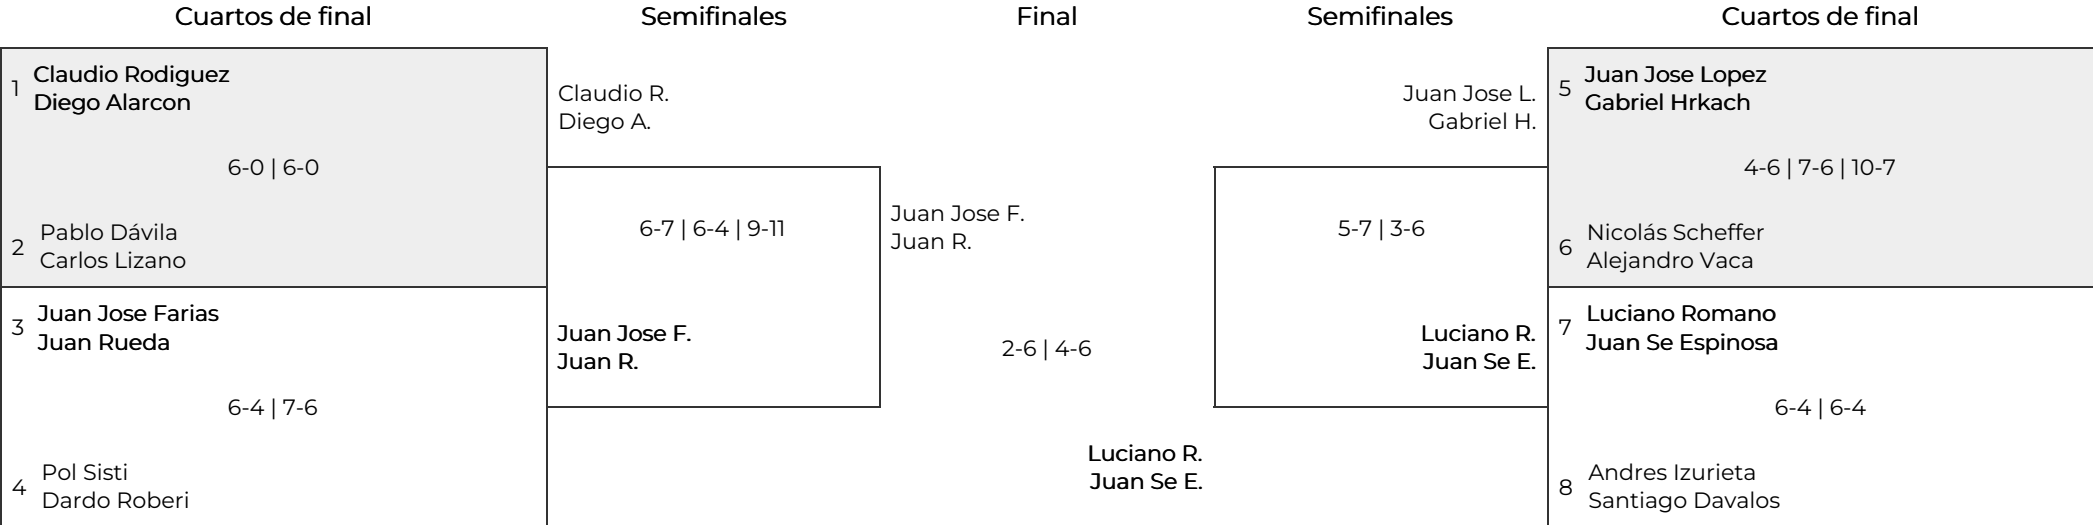 Cuartos de final
Semifinales
Final
Semifinales
Cuartos de final
1
Claudio Rodiguez
Diego Alarcon
6-0 | 6-0
2
Pablo Dávila
Carlos Lizano
3
Juan Jose Farias
Juan Rueda
6-4 | 7-6
4
Pol Sisti
Dardo Roberi
Claudio R.
Diego A.
6-7 | 6-4 | 9-11
Juan Jose F.
Juan R.
Juan Jose F.
Juan R.
2-6 | 4-6
Luciano R.
Juan Se E.
Juan Jose L.
Gabriel H.
5-7 | 3-6
Luciano R.
Juan Se E.
5
Juan Jose Lopez
Gabriel Hrkach
4-6 | 7-6 | 10-7
6
Nicolás Scheffer
Alejandro Vaca
7
Luciano Romano
Juan Se Espinosa
6-4 | 6-4
8
Andres Izurieta
Santiago Davalos